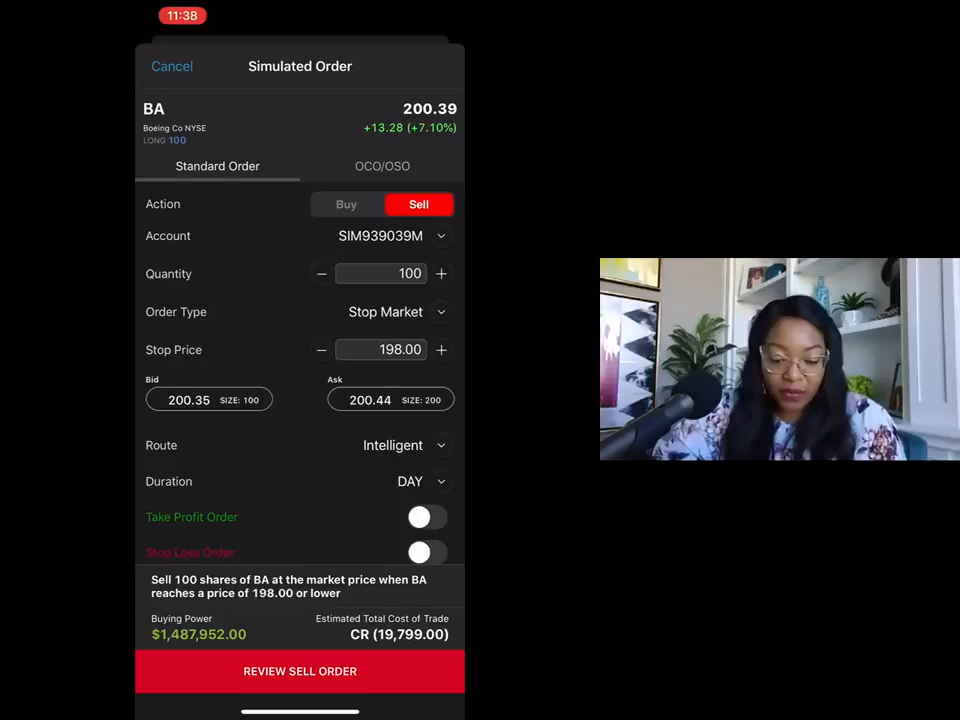 11:38
Cancel
Simulated Order
BA
200.39
Boeing Co NYSE
+13.28 (+7.10%)
LONG 100
Standard Order
OCO/OSO
Action
Buy
Sell
Account
SIM939039M
Quantity
100
Order Type
Stop Market
Stop Price
198.00
Bid
Ask
200.35 SIZE: 100
200.44 SIZE: 200
Route
Intelligent
Duration
DAY
Take Profit Order
Stop Loss Order
Sell 100 shares of BA at the market price when BA
reaches a price of 198.00 or lower
Buying Power
Estimated Total Cost of Trade
$1,487,952.00
CR (19,799.00)
REVIEW SELL ORDER